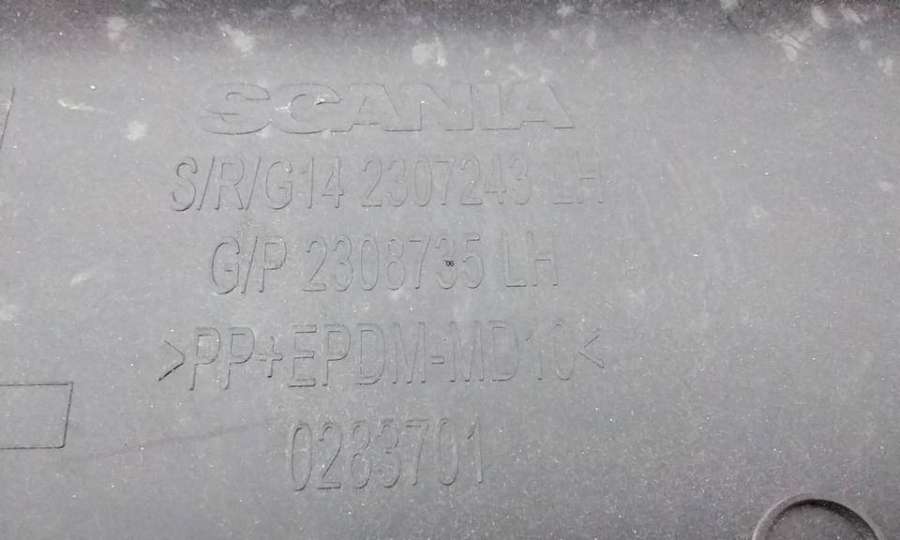 SCANIA
S/R/G14 2307243 LH
G/P 2308735 LH
>PP+EPDM-MD10<
0283701